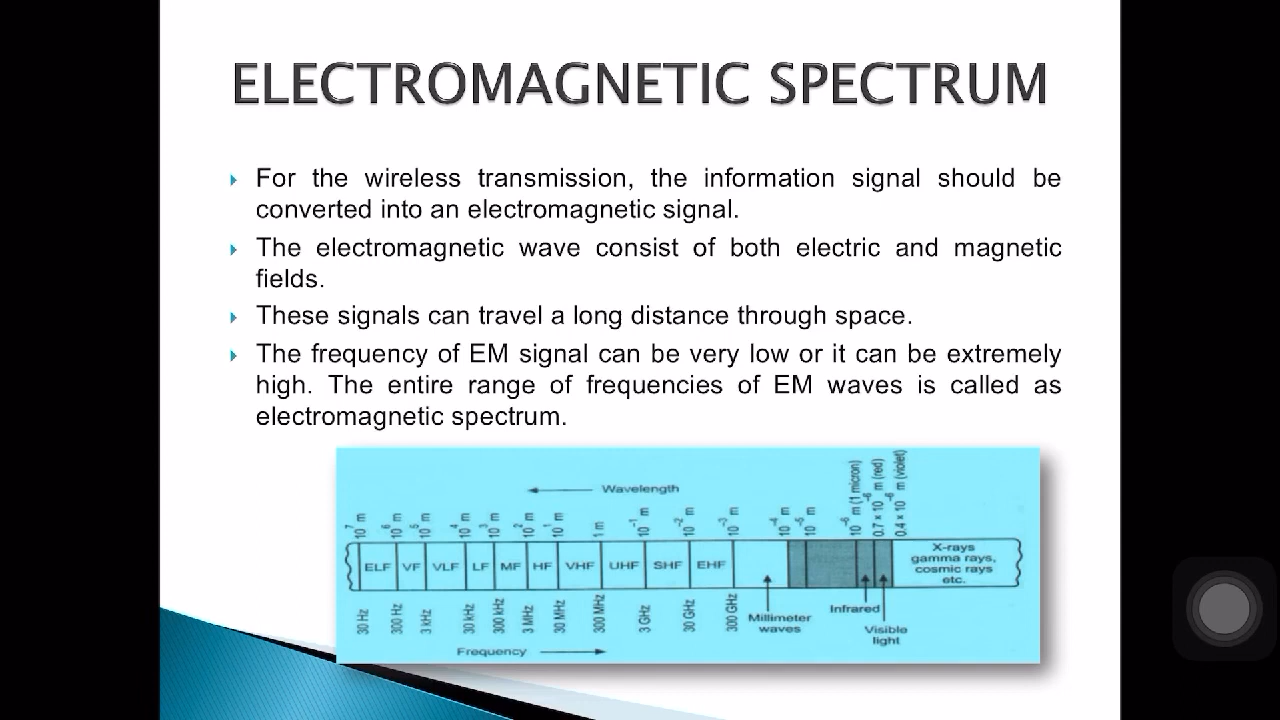 ELECTROMAGNETIC SPECTRUM
For the wireless transmission, the information signal should be
converted into an electromagnetic signal.
The electromagnetic wave consist of both electric and magnetic
fields.
These signals can travel a long distance through space.
The frequency of EM signal can be very low or it can be extremely
high. The entire range of frequencies of EM waves is called as
electromagnetic spectrum.
Wavelength
10⁷ m 10⁶ m 10⁵ m 10⁴ m 10³ m 10² m 10¹ m 1 m 10⁻¹ m 10⁻² m 10⁻³ m 10⁻⁴ m 10⁻⁵ m 10⁻⁶ m (1 micron) 0.7 × 10⁻⁶ m (red) 0.4 × 10⁻⁶ m (violet)
ELF VF VLF LF MF HF VHF UHF SHF EHF
X-rays
gamma rays,
cosmic rays
etc.
30 Hz 300 Hz 3 kHz 30 kHz 300 kHz 3 MHz 30 MHz 300 MHz 3 GHz 30 GHz 300 GHz
Millimeter
waves
Infrared
Visible
light
Frequency